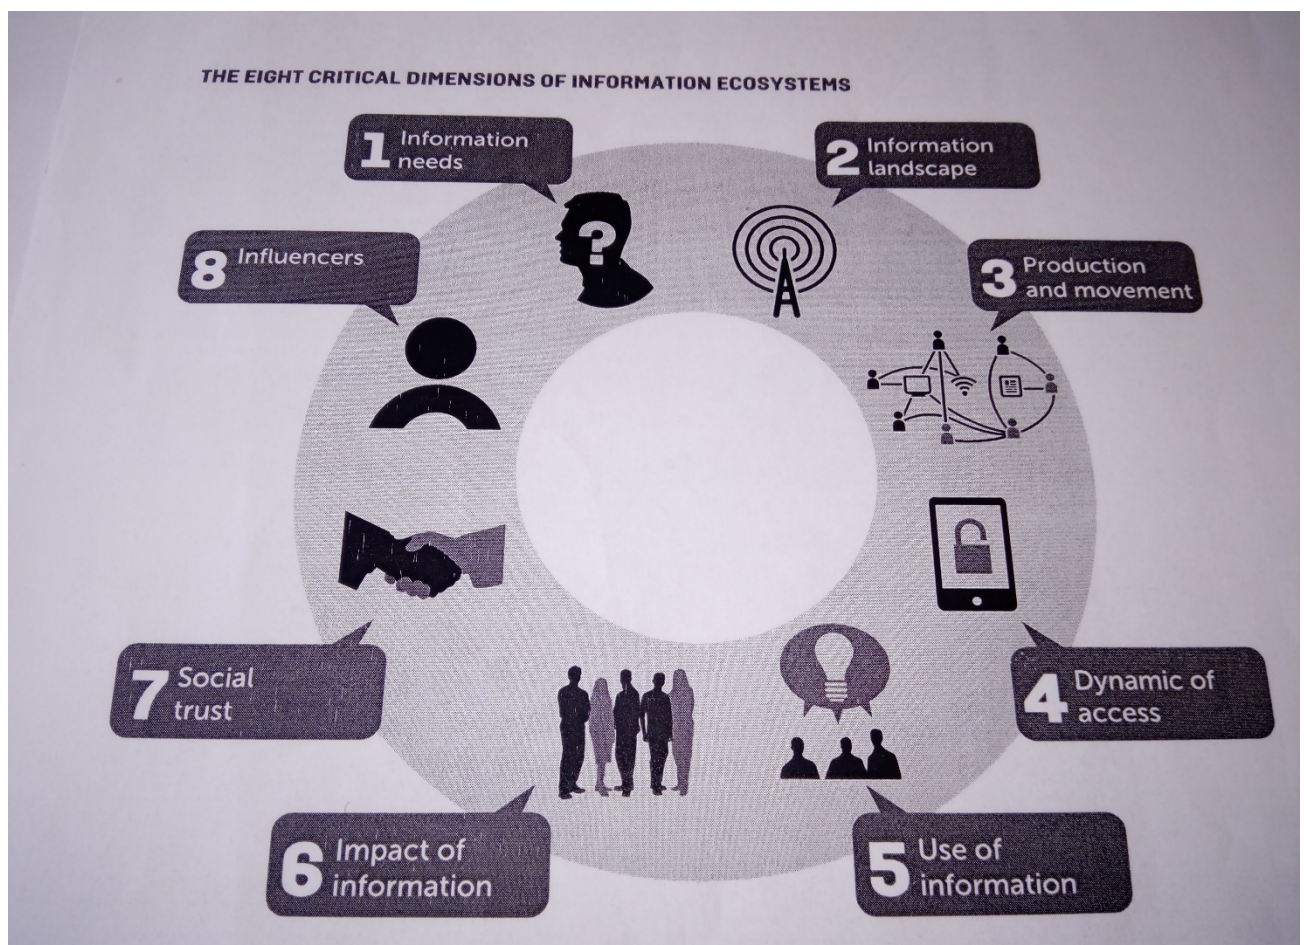 THE EIGHT CRITICAL DIMENSIONS OF INFORMATION ECOSYSTEMS
1 Information
needs
2 Information
landscape
3 Production
and movement
4 Dynamic of
access
5 Use of
information
6 Impact of
information
7 Social
trust
8 Influencers
?